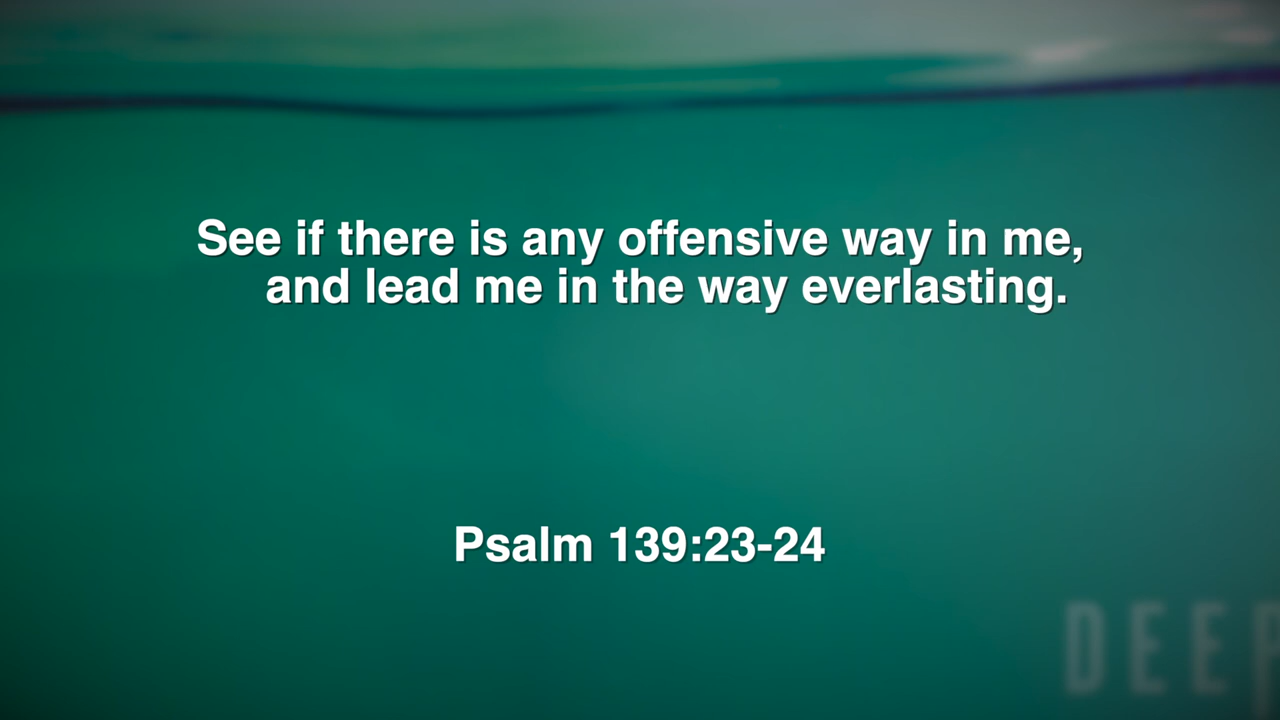 See if there is any offensive way in me,
and lead me in the way everlasting.
Psalm 139:23-24
DEEP